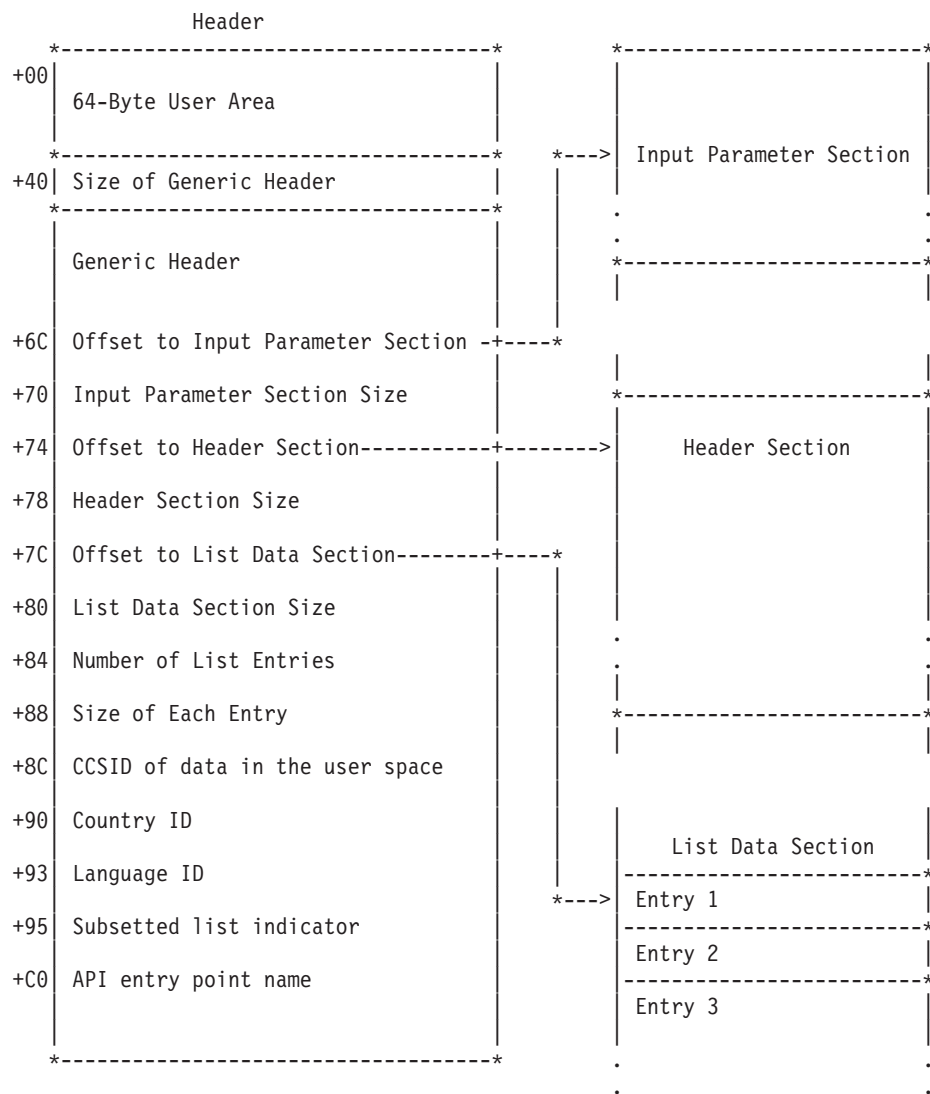 Header
+00
64-Byte User Area
Input Parameter Section
+40 Size of Generic Header
Generic Header
+6C Offset to Input Parameter Section
+70 Input Parameter Section Size
+74 Offset to Header Section
Header Section
+78 Header Section Size
+7C Offset to List Data Section
+80 List Data Section Size
+84 Number of List Entries
+88 Size of Each Entry
+8C CCSID of data in the user space
+90 Country ID
List Data Section
+93 Language ID
Entry 1
+95 Subsetted list indicator
Entry 2
+C0 API entry point name
Entry 3